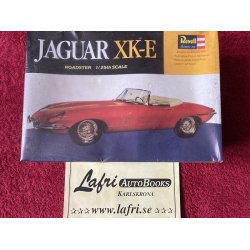 JAGUAR XK-E
Revell
ROADSTER 1/25th SCALE
Lafri
AUTOBOOKS
KARLSKRONA
☆☆☆www.lafri.se☆☆☆